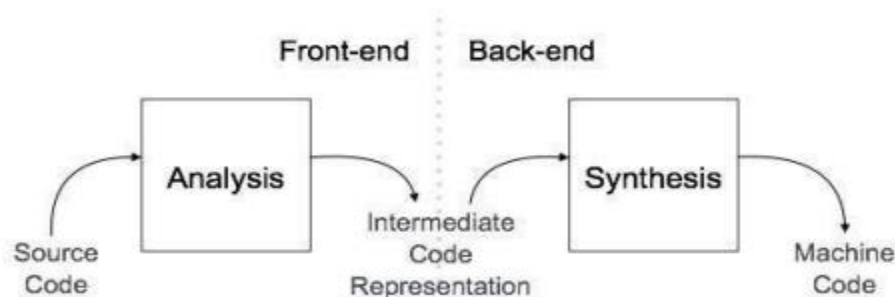 Front-end Back-end
Analysis Synthesis
Source
Code
Intermediate
Code
Representation
Machine
Code